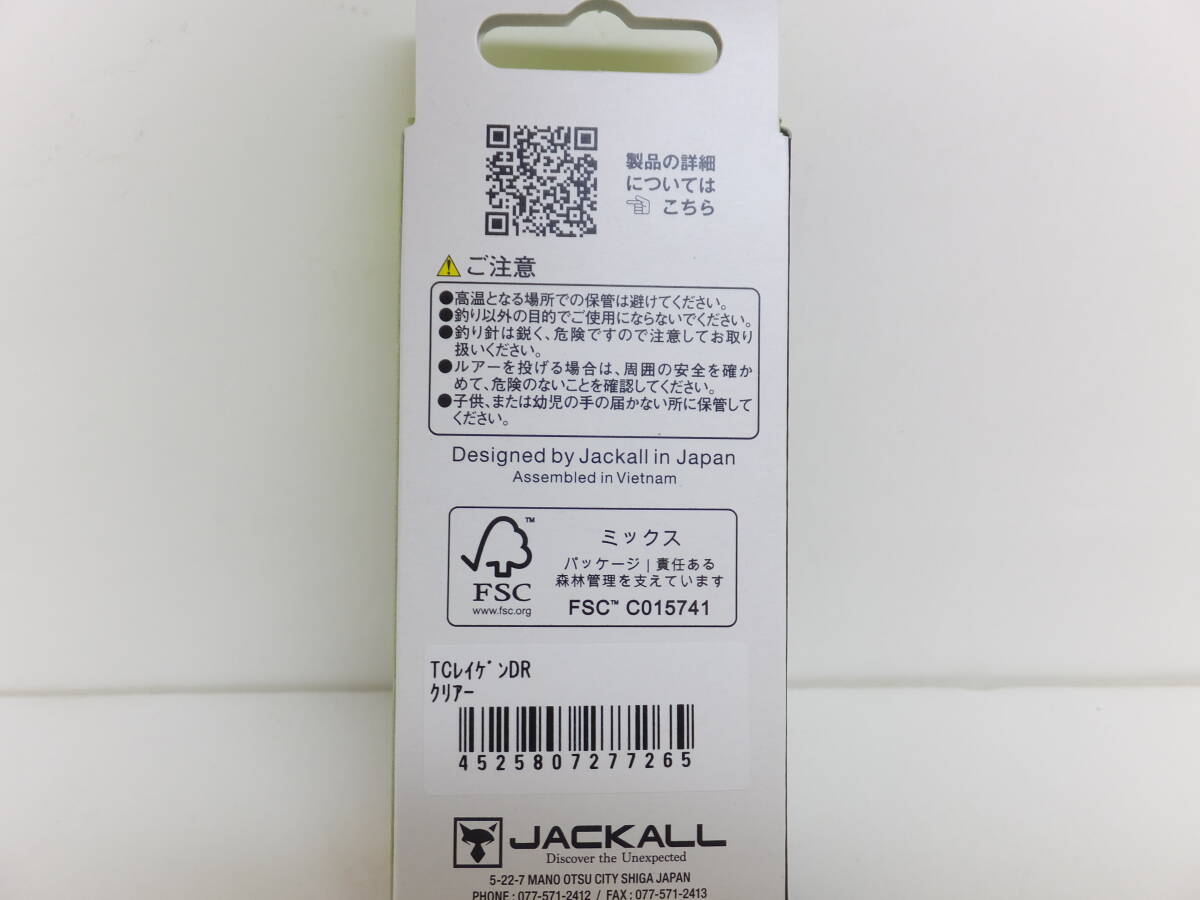 製品の詳細
については
☜ こちら
ご注意
●高温となる場所での保管は避けてください。
●釣り以外の目的でご使用にならないでください。
●釣り針は鋭く、危険ですので注意してお取り
扱いください。
●ルアーを投げる場合は、周囲の安全を確か
めて、危険のないことを確認してください。
●子供、または幼児の手の届かない所に保管して
ください。
Designed by Jackall in Japan
Assembled in Vietnam
ミックス
パッケージ | 責任ある
森林管理を支えています
FSC™ C015741
™
FSC
www.fsc.org
TCﾚｲｹﾞﾝDR
ｸﾘｱｰ
4525807277265
JACKALL
Discover the Unexpected
5-22-7 MANO OTSU CITY SHIGA JAPAN
PHONE : 077-571-2412 / FAX : 077-571-2413